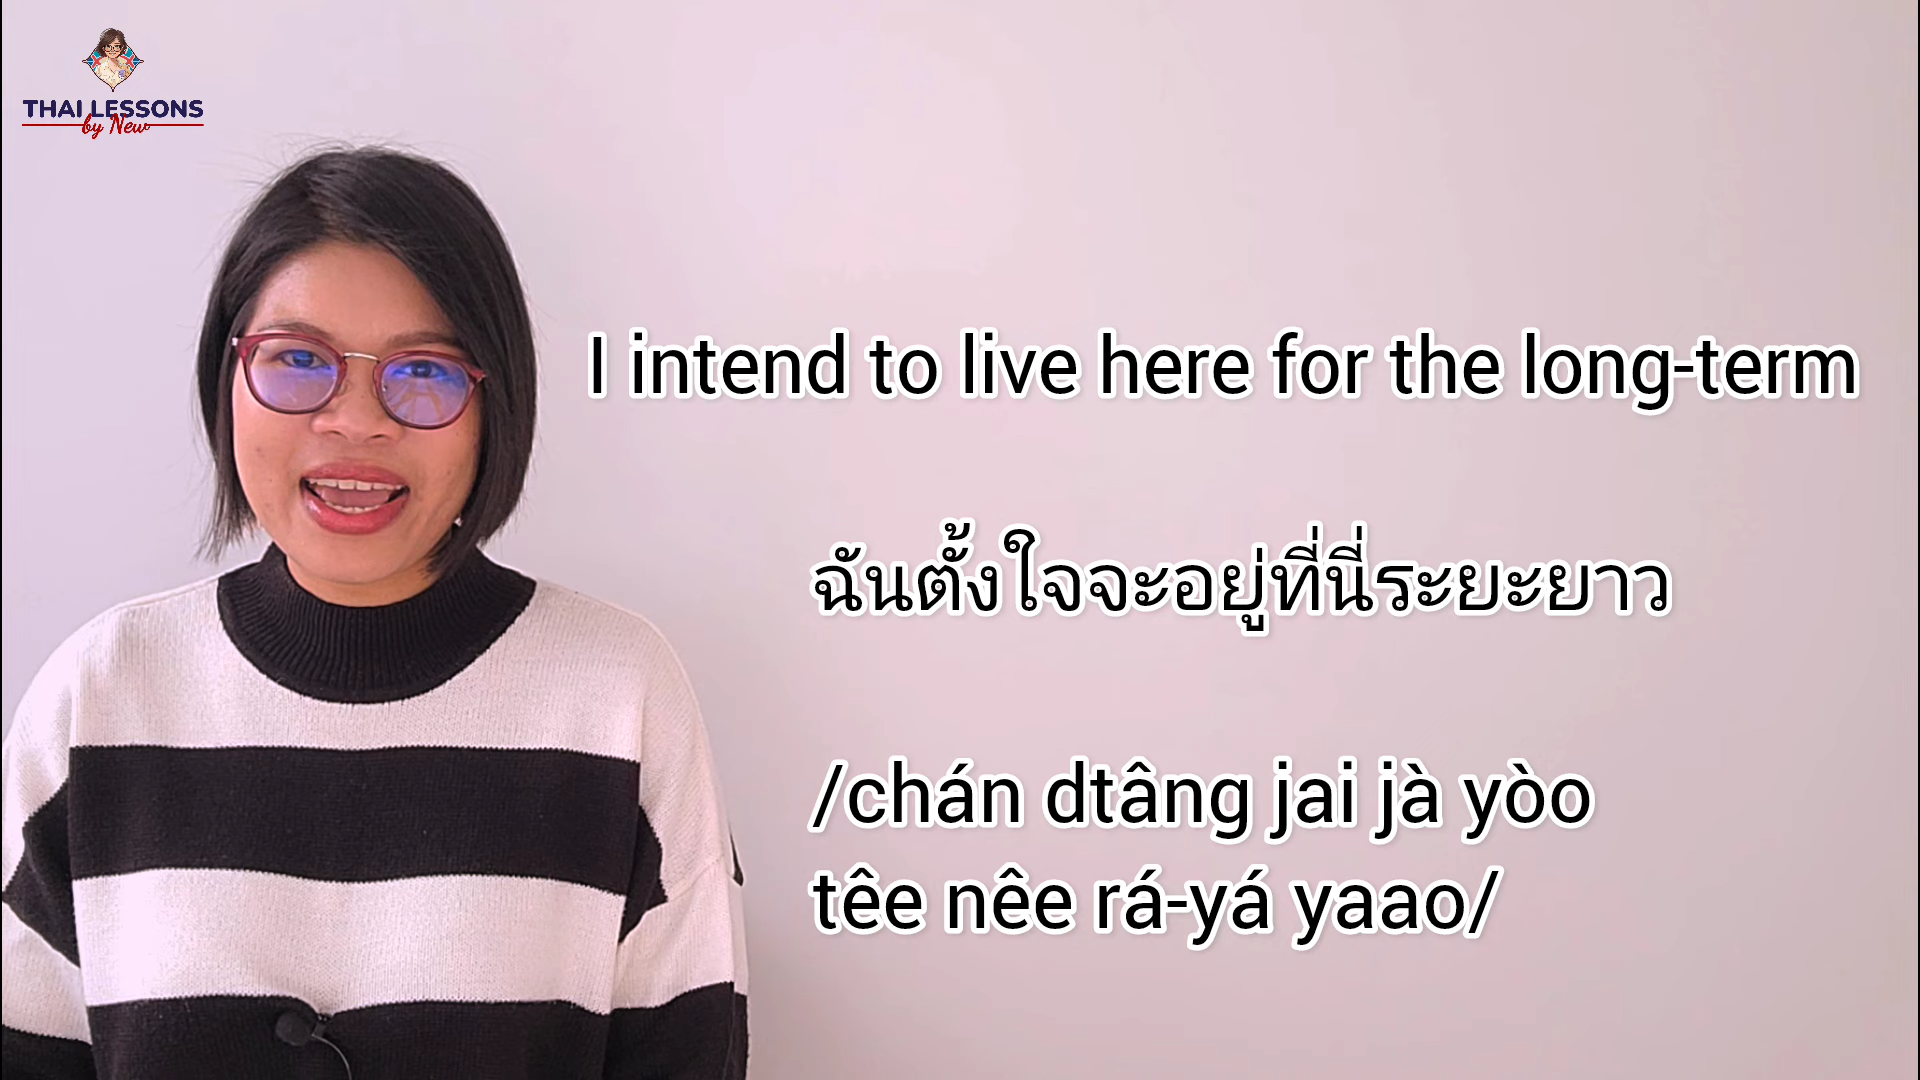 THAI LESSONS
by New
I intend to live here for the long-term
ฉันตั้งใจจะอยู่ที่นี่ระยะยาว
/chán dtâng jai jà yòo
têe nêe rá-yá yaao/